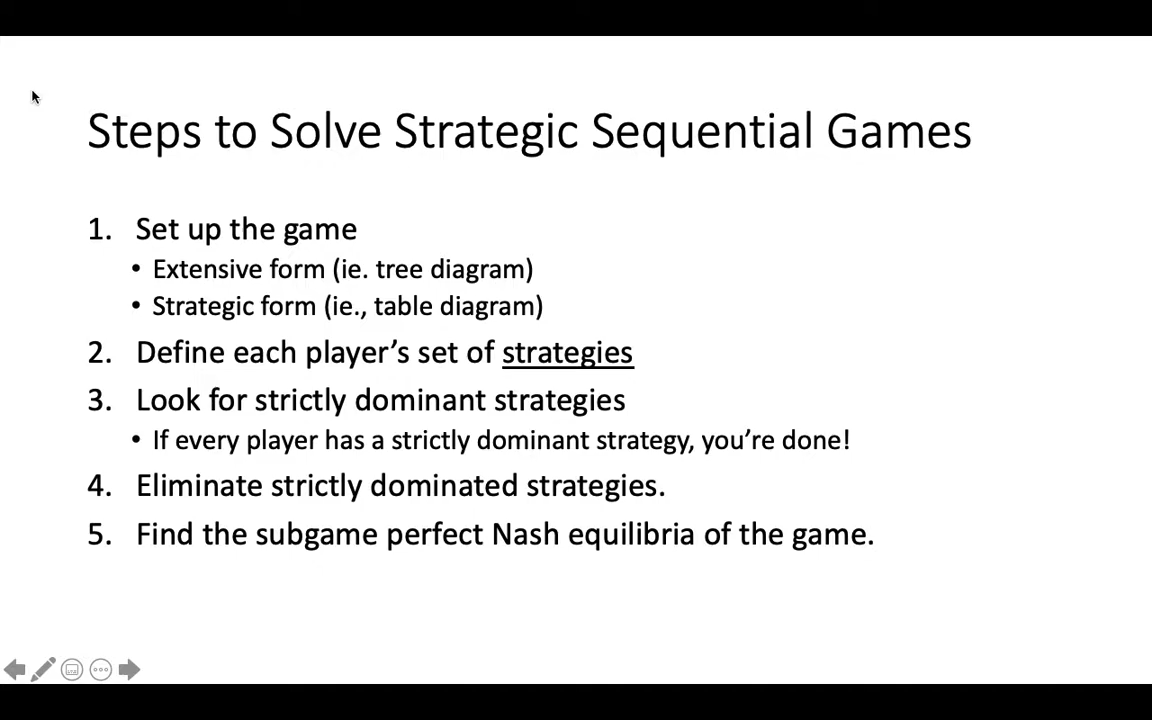 Steps to Solve Strategic Sequential Games
1. Set up the game
• Extensive form (ie. tree diagram)
• Strategic form (ie., table diagram)
2. Define each player’s set of strategies
3. Look for strictly dominant strategies
• If every player has a strictly dominant strategy, you’re done!
4. Eliminate strictly dominated strategies.
5. Find the subgame perfect Nash equilibria of the game.